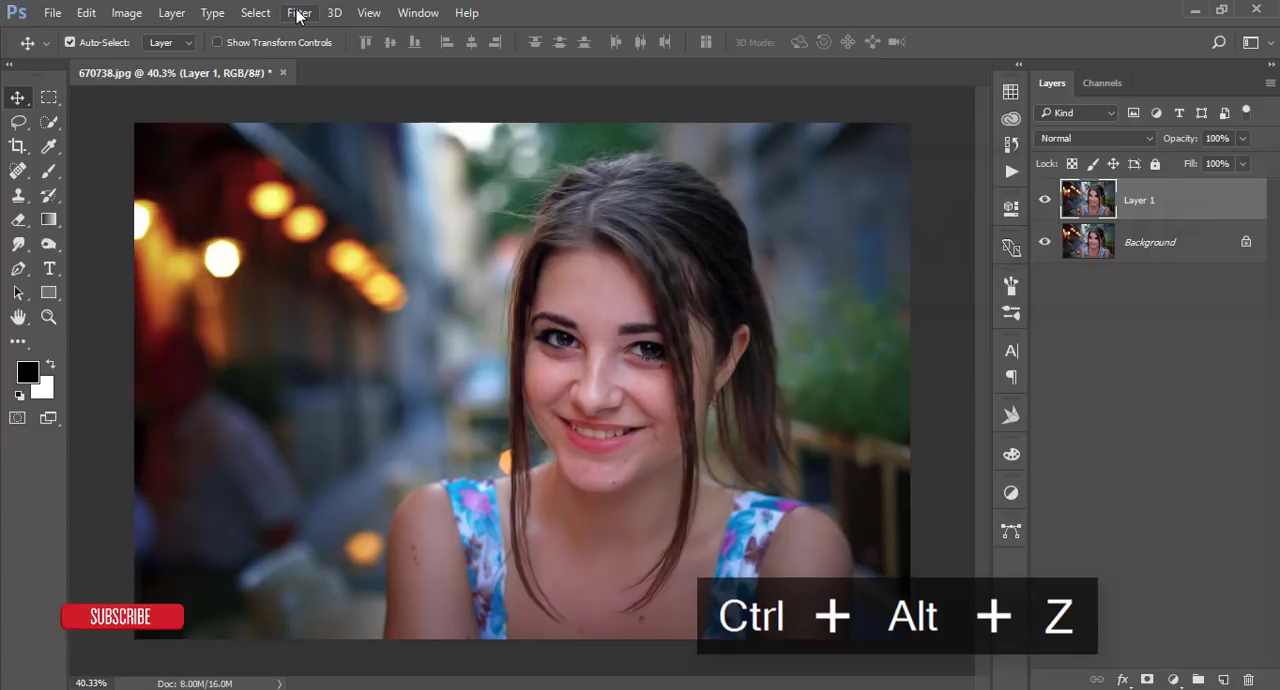 Ps File Edit Image Layer Type Select Filter 3D View Window Help
Auto-Select: Layer Show Transform Controls 3D Mode:
670738.jpg @ 40.3% (Layer 1, RGB/8#) *
Layers Channels
Kind
Normal Opacity: 100%
Lock: Fill: 100%
Layer 1
Background
SUBSCRIBE
Ctrl + Alt + Z
40.33% Doc: 8.00M/16.0M